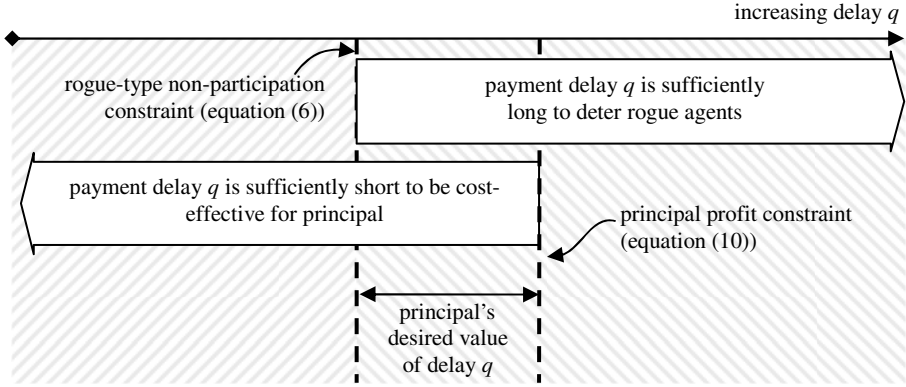 increasing delay q
rogue-type non-participation
constraint (equation (6))
payment delay q is sufficiently
long to deter rogue agents
payment delay q is sufficiently short to be cost-
effective for principal
principal profit constraint
(equation (10))
principal's
desired value
of delay q